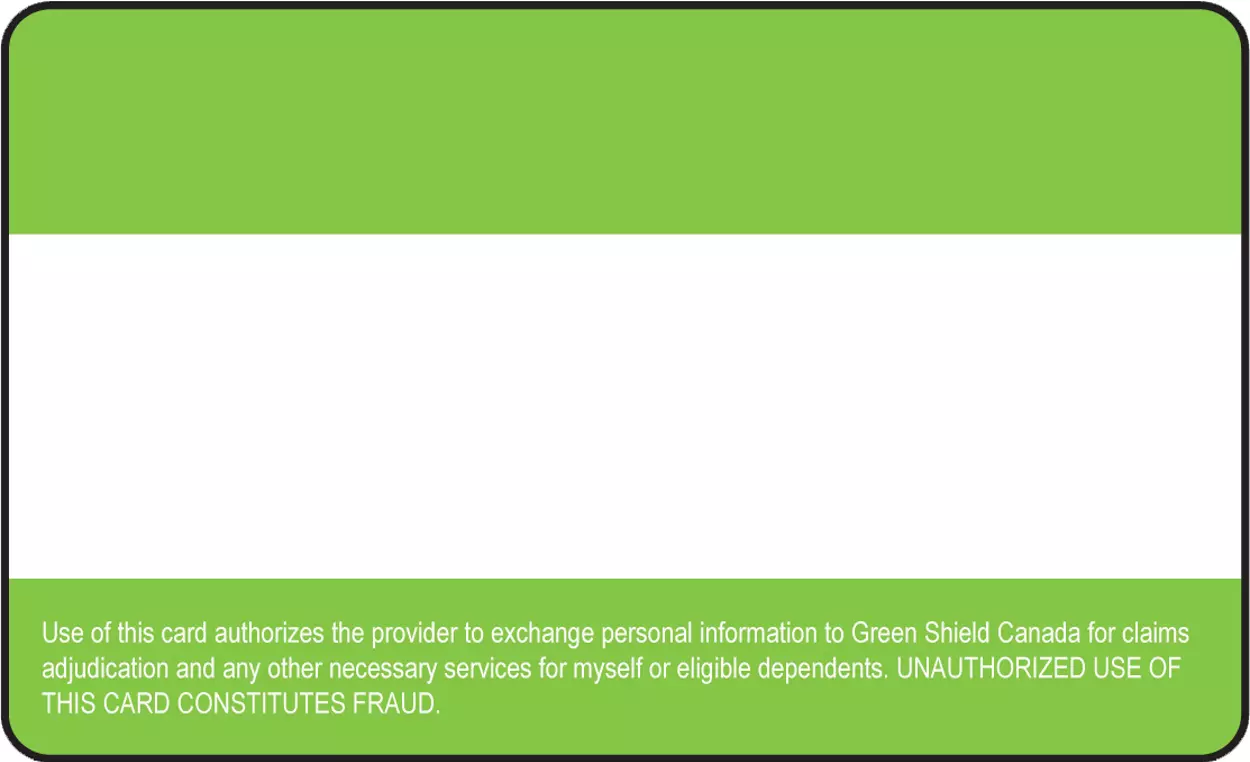 Use of this card authorizes the provider to exchange personal information to Green Shield Canada for claims
adjudication and any other necessary services for myself or eligible dependents. UNAUTHORIZED USE OF
THIS CARD CONSTITUTES FRAUD.